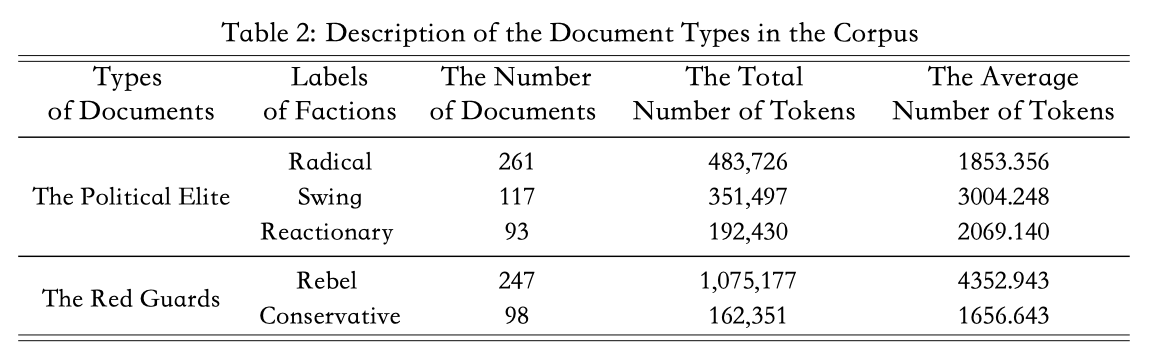 Table 2: Description of the Document Types in the Corpus
Types Labels The Number The Total The Average
of Documents of Factions of Documents Number of Tokens Number of Tokens
Radical 261 483,726 1853.356
The Political Elite Swing 117 351,497 3004.248
Reactionary 93 192,430 2069.140
Rebel 247 1,075,177 4352.943
The Red Guards
Conservative 98 162,351 1656.643